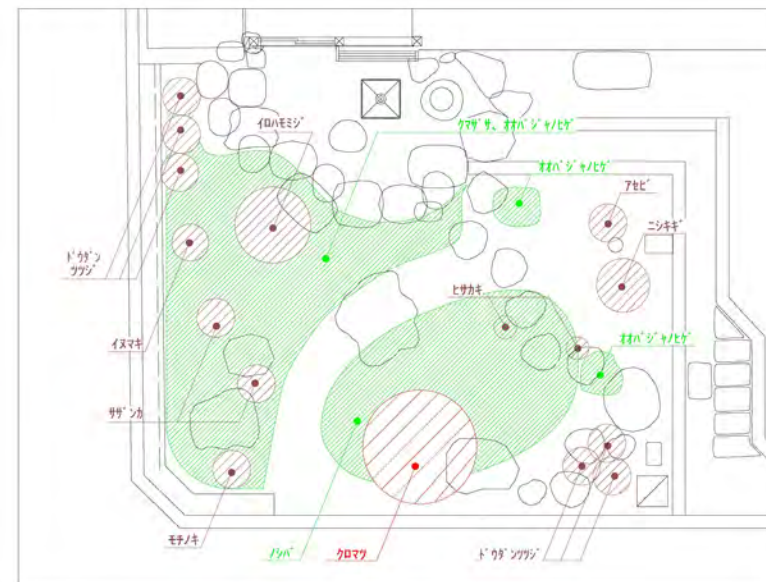 イロハモミジ
クマザサ、オオバジャノヒゲ
オオバジャノヒゲ
アセビ
ニシキギ
ドウダン
ツツジ
ヒサカキ
イヌマキ
オオバジャノヒゲ
サザンカ
モチノキ
ノシバ
クロマツ
ドウダンツツジ